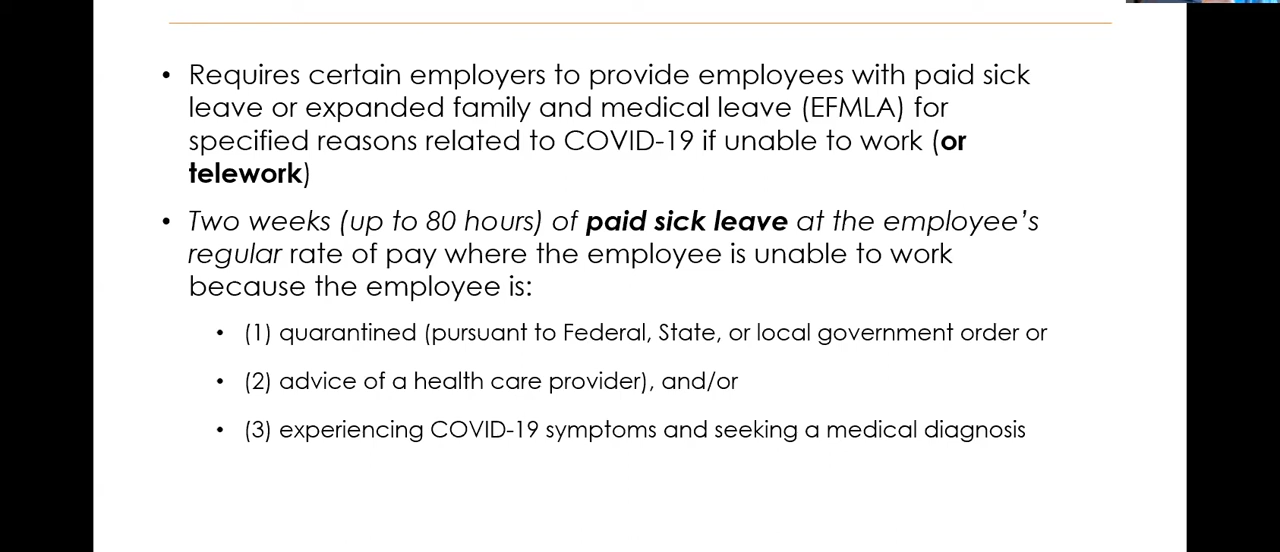 • Requires certain employers to provide employees with paid sick
leave or expanded family and medical leave (EFMLA) for
specified reasons related to COVID-19 if unable to work (or
telework)
• Two weeks (up to 80 hours) of paid sick leave at the employee’s
regular rate of pay where the employee is unable to work
because the employee is:
• (1) quarantined (pursuant to Federal, State, or local government order or
• (2) advice of a health care provider), and/or
• (3) experiencing COVID-19 symptoms and seeking a medical diagnosis